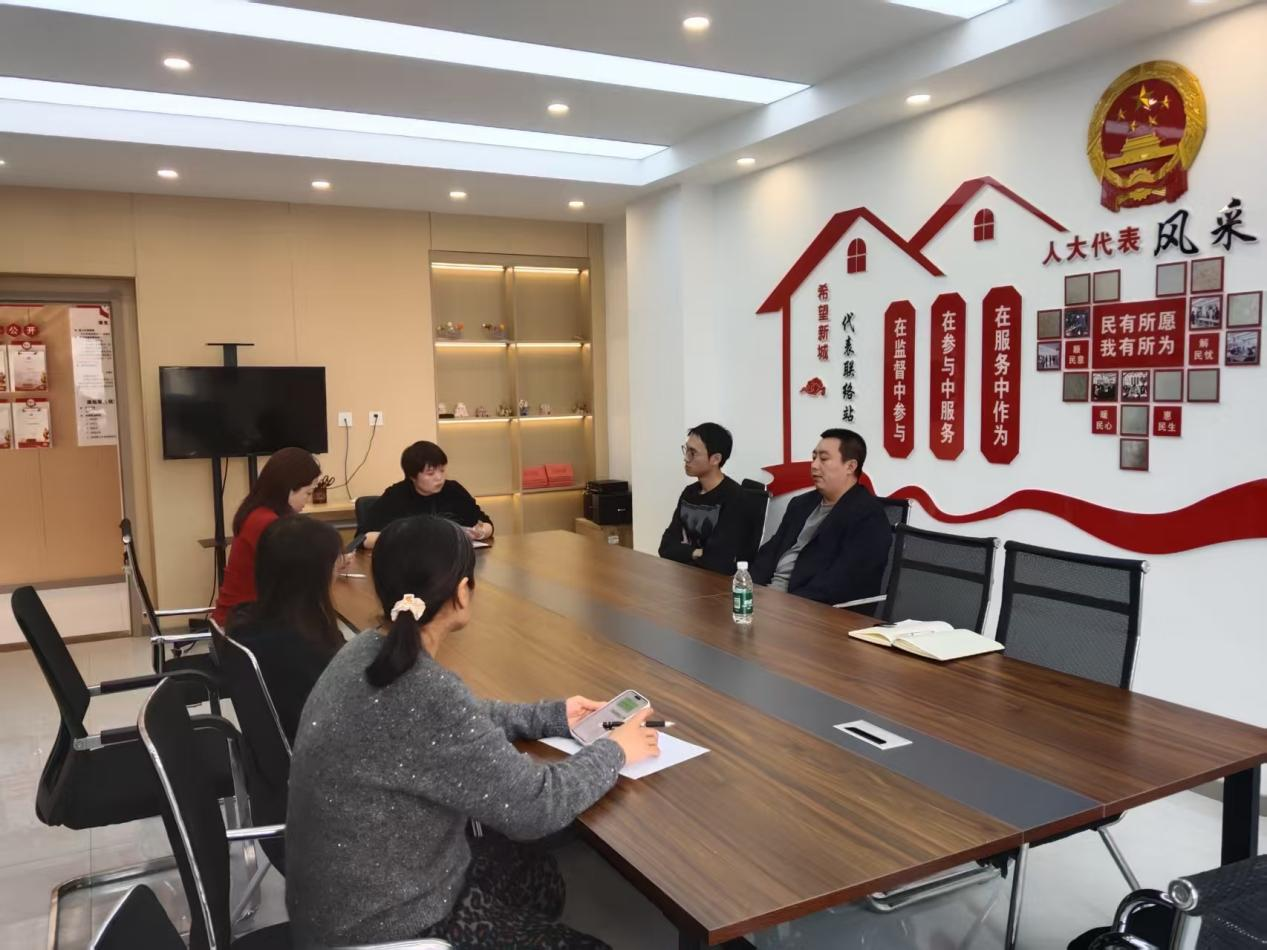 公开
人大代表
风采
希望新城
代表联络站
在监督中参与
在参与中服务
在服务中作为
民有所愿
我有所为
顺
民意
解
民忧
暖
民心
惠
民生